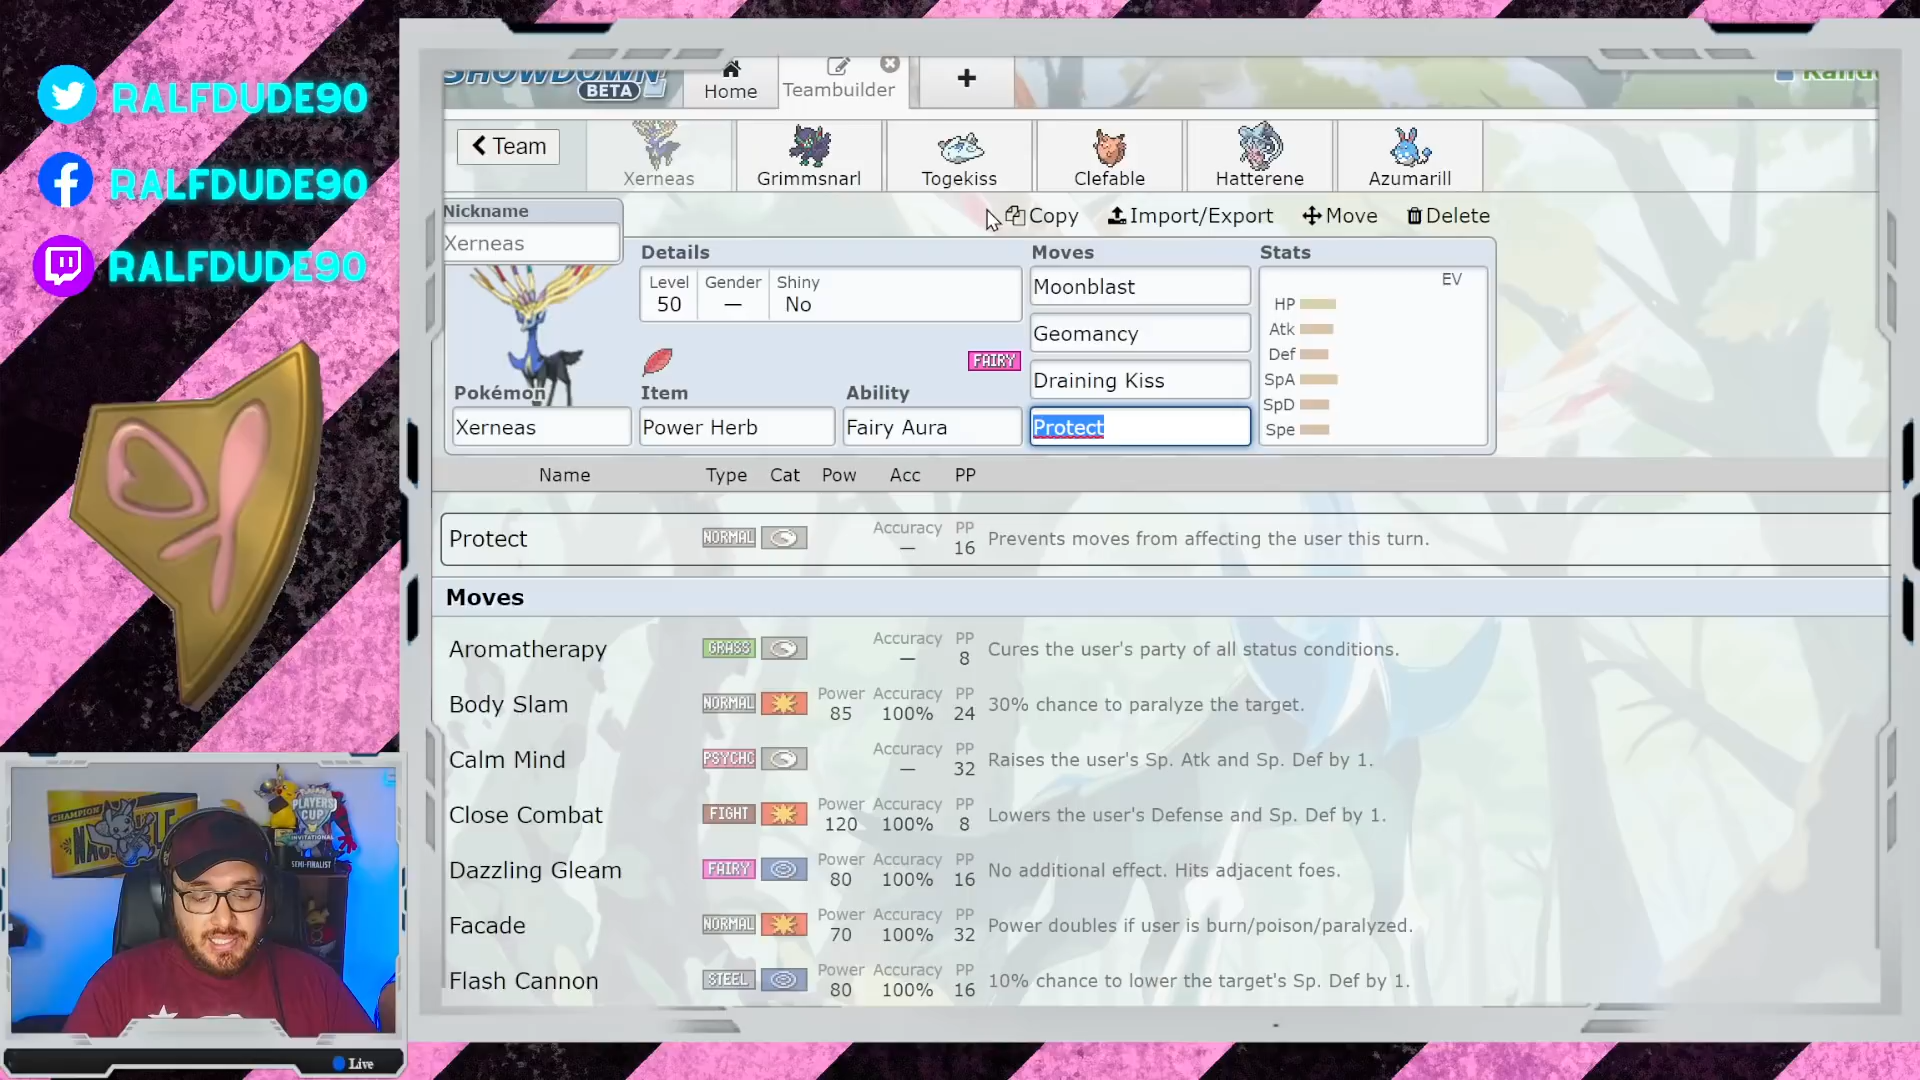 RALFDUDE90
RALFDUDE90
RALFDUDE90
SHOWDOWN
BETA
Home
Teambuilder
+
Team
Xerneas
Grimmsnarl
Togekiss
Clefable
Hatterene
Azumarill
Copy
Import/Export
Move
Delete
Nickname
Xerneas
Details
Level
50
Gender
—
Shiny
No
FAIRY
Pokémon
Xerneas
Item
Power Herb
Ability
Fairy Aura
Moves
Moonblast
Geomancy
Draining Kiss
Protect
Stats
EV
HP
Atk
Def
SpA
SpD
Spe
Name Type Cat Pow Acc PP
Protect NORMAL Accuracy — PP 16 Prevents moves from affecting the user this turn.
Moves
Aromatherapy GRASS Accuracy — PP 8 Cures the user's party of all status conditions.
Body Slam NORMAL Power 85 Accuracy 100% PP 24 30% chance to paralyze the target.
Calm Mind PSYCHC Accuracy — PP 32 Raises the user's Sp. Atk and Sp. Def by 1.
Close Combat FIGHT Power 120 Accuracy 100% PP 8 Lowers the user's Defense and Sp. Def by 1.
Dazzling Gleam FAIRY Power 80 Accuracy 100% PP 16 No additional effect. Hits adjacent foes.
Facade NORMAL Power 70 Accuracy 100% PP 32 Power doubles if user is burn/poison/paralyzed.
Flash Cannon STEEL Power 80 Accuracy 100% PP 16 10% chance to lower the target's Sp. Def by 1.
CHAMPION
PLAYERS
CUP
INVITATIONAL
SEMI-FINALIST
Live